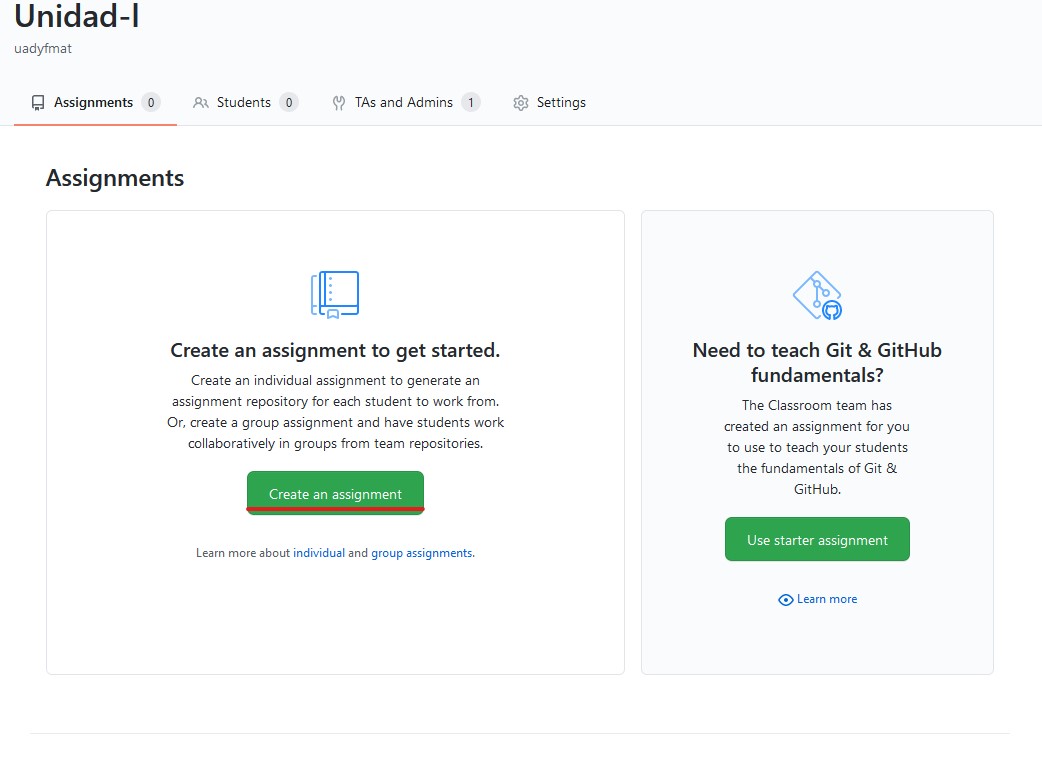 Unidad-I
uadyfmat
Assignments 0 Students 0 TAs and Admins 1 Settings
Assignments
Create an assignment to get started.
Create an individual assignment to generate an
assignment repository for each student to work from.
Or, create a group assignment and have students work
collaboratively in groups from team repositories.
Create an assignment
Learn more about individual and group assignments.
Need to teach Git & GitHub
fundamentals?
The Classroom team has
created an assignment for you
to use to teach your students
the fundamentals of Git &
GitHub.
Use starter assignment
Learn more